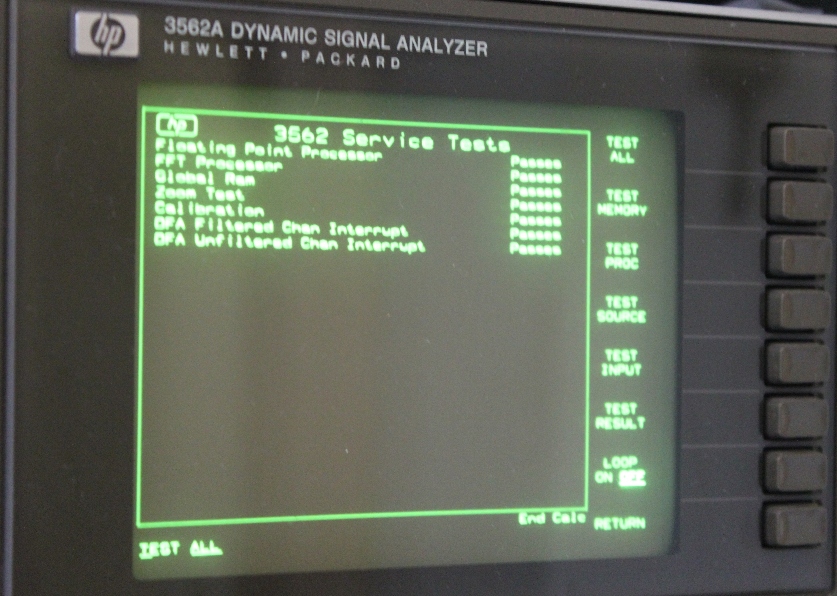 hp
3562A DYNAMIC SIGNAL ANALYZER
HEWLETT • PACKARD
hp
3562 Service Tests
Floating Point Processor Passes
FFT Processor Passes
Global Ram Passes
Zoom Test Passes
Calibration Passes
DFA Filtered Chan Interrupt Passes
DFA Unfiltered Chan Interrupt Passes
End Calc
TEST ALL
TEST
ALL
TEST
MEMORY
TEST
PROC
TEST
SOURCE
TEST
INPUT
TEST
RESULT
LOOP
ON OFF
RETURN